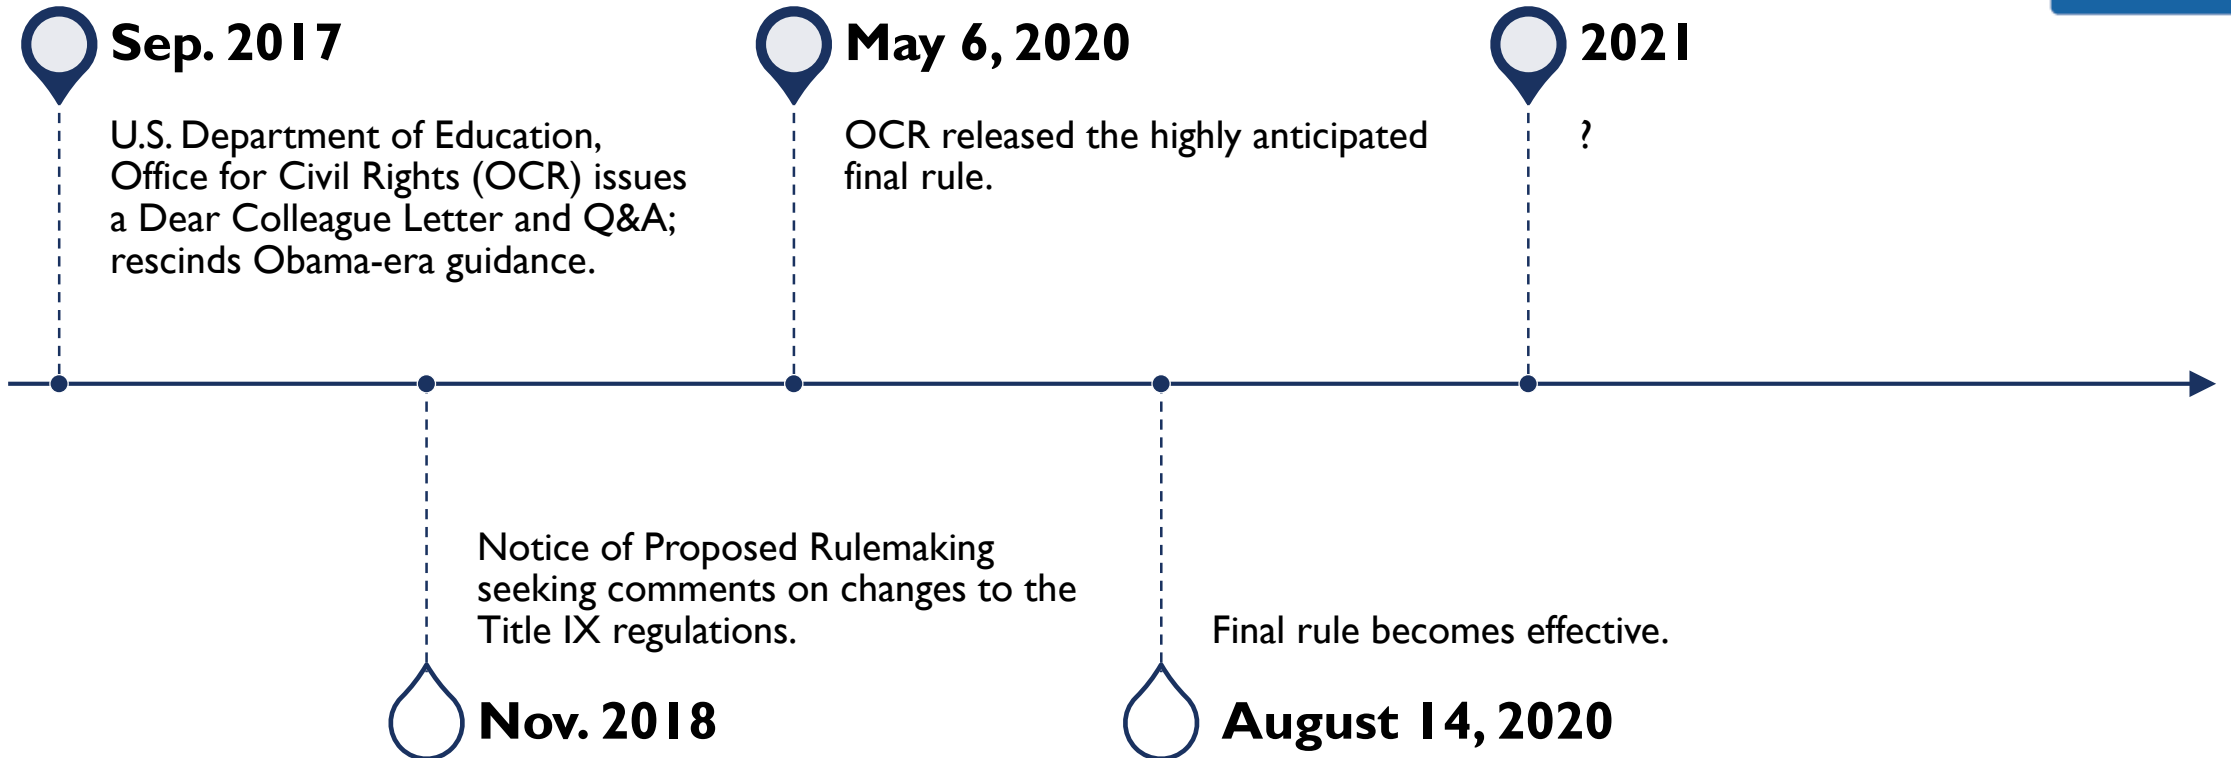 Sep. 2017
U.S. Department of Education,
Office for Civil Rights (OCR) issues
a Dear Colleague Letter and Q&A;
rescinds Obama-era guidance.
Notice of Proposed Rulemaking
seeking comments on changes to the
Title IX regulations.
Nov. 2018
May 6, 2020
OCR released the highly anticipated
final rule.
Final rule becomes effective.
August 14, 2020
2021
?